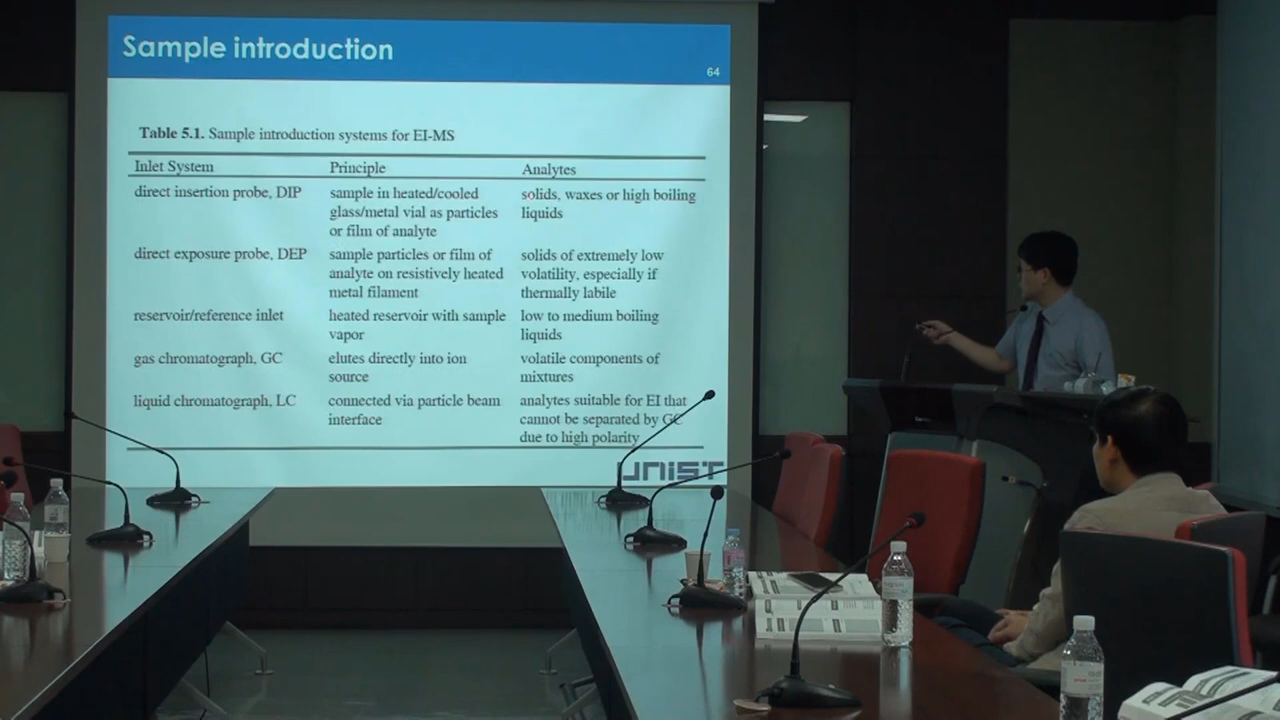 Sample introduction
64
Table 5.1. Sample introduction systems for EI-MS
Inlet System Principle Analytes
direct insertion probe, DIP sample in heated/cooled solids, waxes or high boiling
glass/metal vial as particles liquids
or film of analyte
direct exposure probe, DEP sample particles or film of solids of extremely low
analyte on resistively heated volatility, especially if
metal filament thermally labile
reservoir/reference inlet heated reservoir with sample low to medium boiling
vapor liquids
gas chromatograph, GC elutes directly into ion volatile components of
source mixtures
liquid chromatograph, LC connected via particle beam analytes suitable for EI that
interface cannot be separated by GC
due to high polarity
UNIST